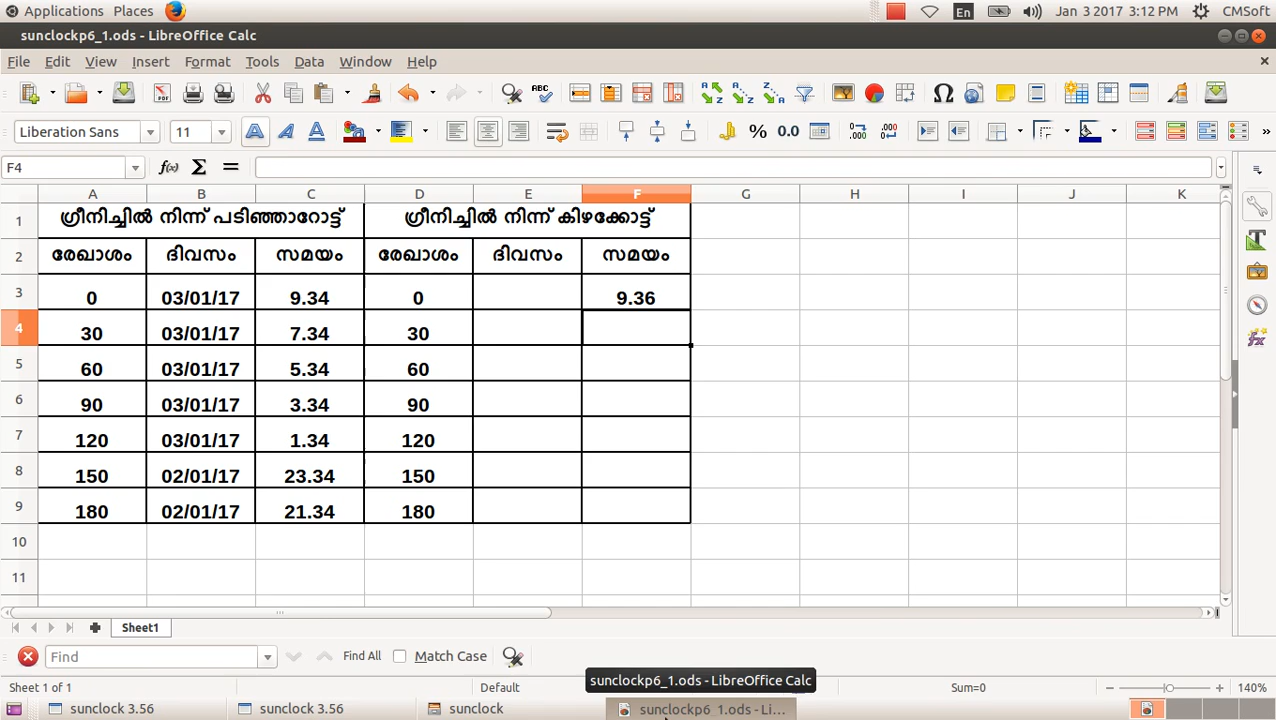 Applications Places En Jan 3 2017 3:12 PM CMSoft
sunclockp6_1.ods - LibreOffice Calc
File Edit View Insert Format Tools Data Window Help
Liberation Sans 11
F4
A B C D E F G H I J K
1 ഗ്രീനിച്ചിൽ നിന്ന് പടിഞ്ഞാറോട്ട് ഗ്രീനിച്ചിൽ നിന്ന് കിഴക്കോട്ട്
2 രേഖാശം ദിവസം സമയം രേഖാശം ദിവസം സമയം
3 0 03/01/17 9.34 0 9.36
4 30 03/01/17 7.34 30
5 60 03/01/17 5.34 60
6 90 03/01/17 3.34 90
7 120 03/01/17 1.34 120
8 150 02/01/17 23.34 150
9 180 02/01/17 21.34 180
10
11
Sheet1
Find Find All Match Case
sunclockp6_1.ods - LibreOffice Calc
Sheet 1 of 1 Default Sum=0 140%
sunclock 3.56 sunclock 3.56 sunclock sunclockp6_1.ods - Li...